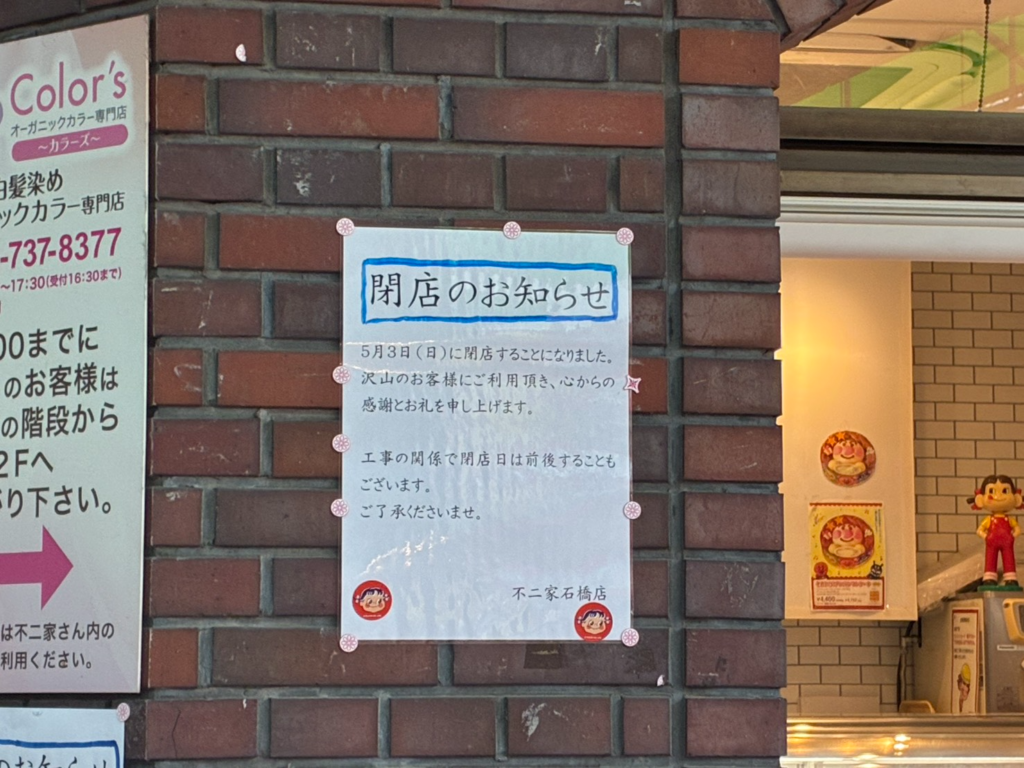 Color's
オーガニックカラー専門店
～カラーズ～
白髪染め
ックカラー専門店
-737-8377
～17:30(受付16:30まで)
00までに
のお客様は
の階段から
2Fへ
がり下さい。
は不二家さん内の
利用ください。
のお知らせ
閉店のお知らせ
5月3日(日)に閉店することになりました。
沢山のお客様にご利用頂き、心からの
感謝とお礼を申し上げます。
工事の関係で閉店日は前後することも
ございます。
ご了承くださいませ。
不二家石橋店